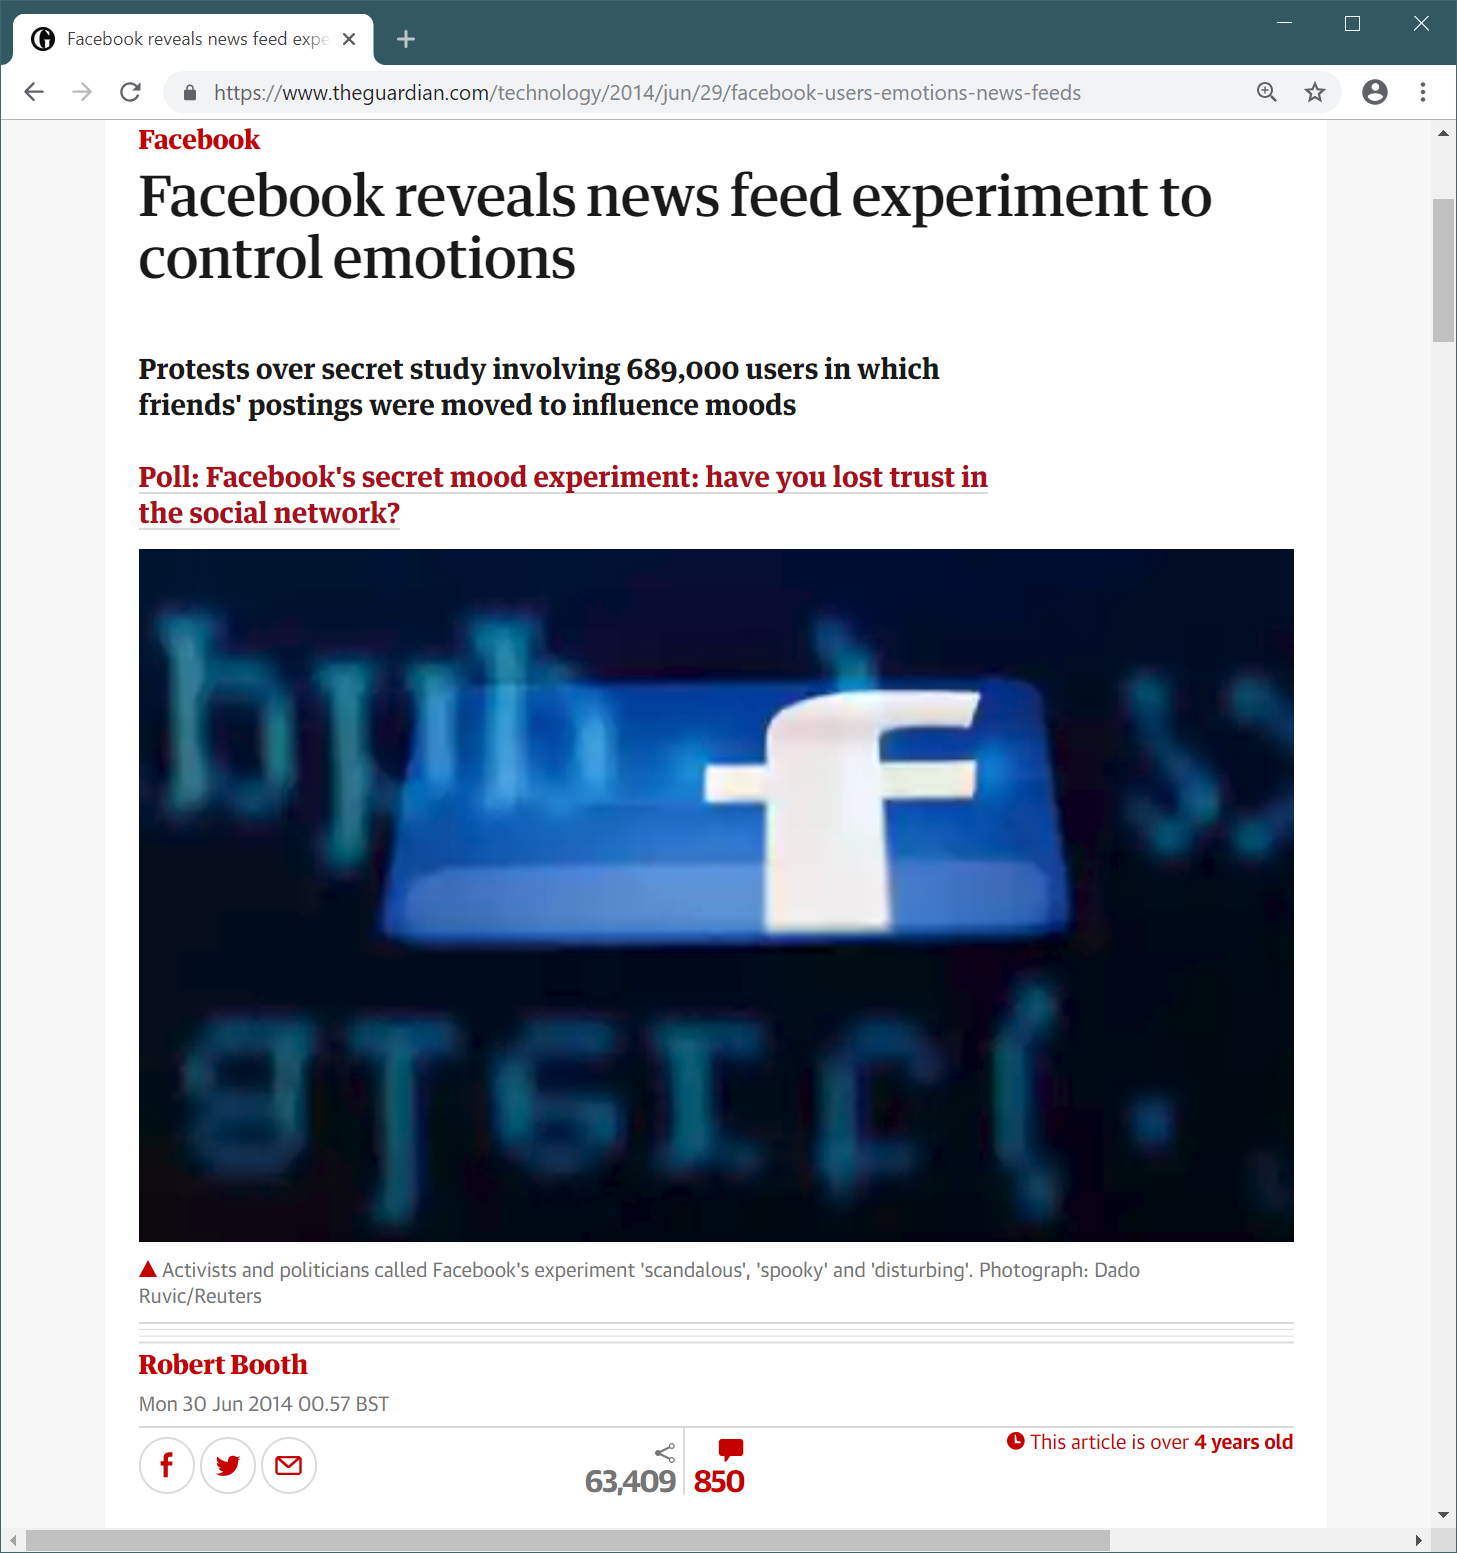 Facebook reveals news feed expe
https://www.theguardian.com/technology/2014/jun/29/facebook-users-emotions-news-feeds
Facebook
Facebook reveals news feed experiment to
control emotions
Protests over secret study involving 689,000 users in which
friends' postings were moved to influence moods
Poll: Facebook's secret mood experiment: have you lost trust in
the social network?
f
Activists and politicians called Facebook's experiment 'scandalous', 'spooky' and 'disturbing'. Photograph: Dado
Ruvic/Reuters
Robert Booth
Mon 30 Jun 2014 00.57 BST
This article is over 4 years old
63,409
850